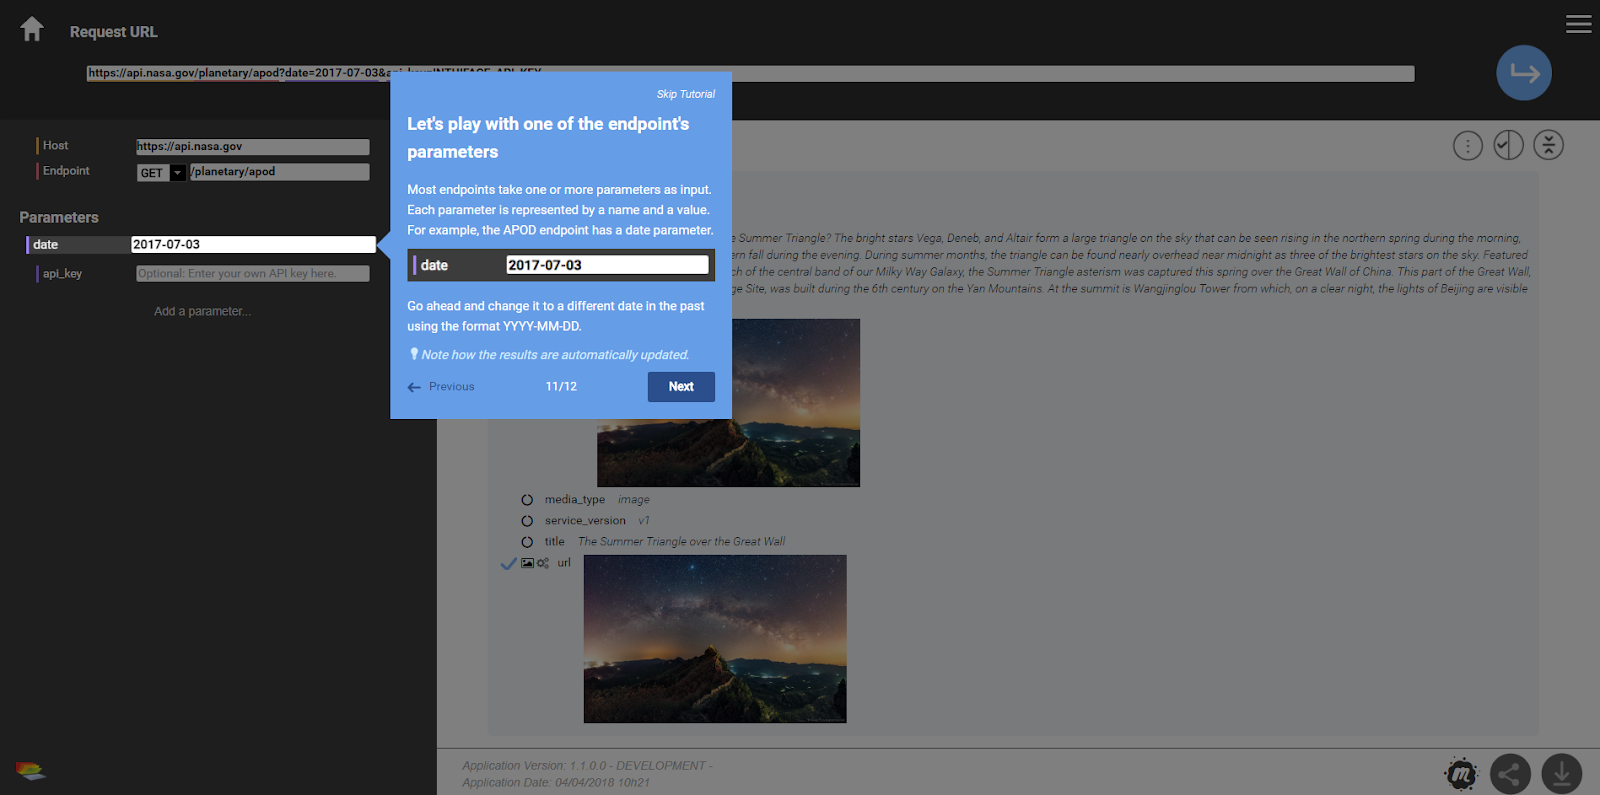 Request URL
https://api.nasa.gov/planetary/apod?date=2017-07-03&api_key=INTUIFACE_API_KEY
Skip Tutorial
Let's play with one of the endpoint's
parameters
Most endpoints take one or more parameters as input.
Each parameter is represented by a name and a value.
For example, the APOD endpoint has a date parameter.
date 2017-07-03
Go ahead and change it to a different date in the past
using the format YYYY-MM-DD.
Note how the results are automatically updated.
Previous 11/12 Next
Host https://api.nasa.gov
Endpoint GET /planetary/apod
Parameters
date 2017-07-03
api_key Optional: Enter your own API key here.
Add a parameter...
e Summer Triangle? The bright stars Vega, Deneb, and Altair form a large triangle on the sky that can be seen rising in the northern spring during the morning,
rn fall during the evening. During summer months, the triangle can be found nearly overhead near midnight as three of the brightest stars on the sky. Featured
ch of the central band of our Milky Way Galaxy, the Summer Triangle asterism was captured this spring over the Great Wall of China. This part of the Great Wall,
ge Site, was built during the 6th century on the Yan Mountains. At the summit is Wangjinglou Tower from which, on a clear night, the lights of Beijing are visible
media_type image
service_version v1
title The Summer Triangle over the Great Wall
url
Application Version: 1.1.0.0 - DEVELOPMENT -
Application Date: 04/04/2018 10h21
m